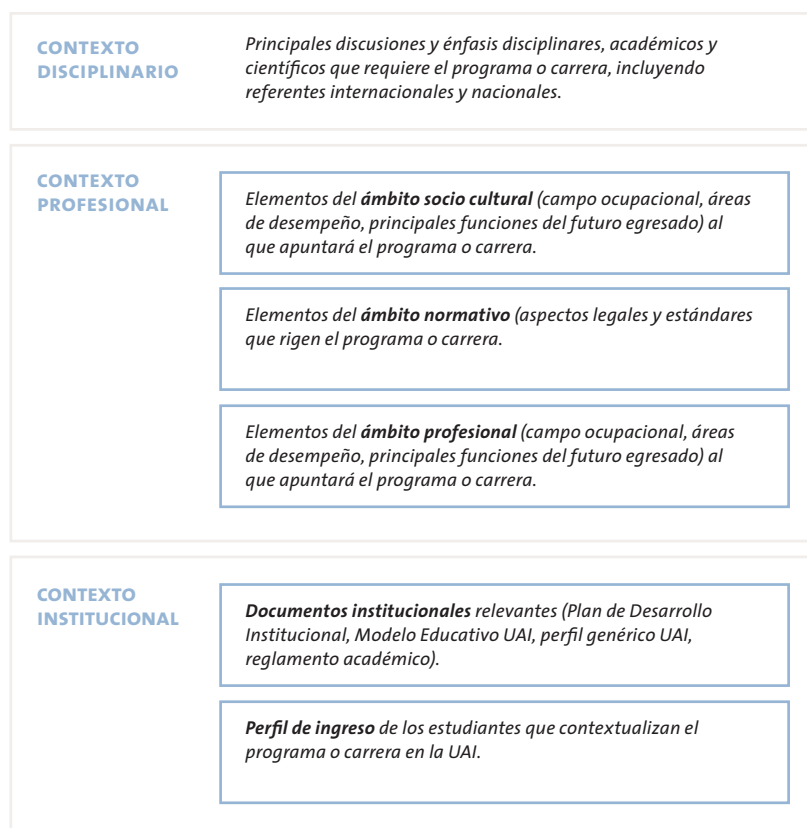 CONTEXTO
DISCIPLINARIO
Principales discusiones y énfasis disciplinares, académicos y
científicos que requiere el programa o carrera, incluyendo
referentes internacionales y nacionales.
CONTEXTO
PROFESIONAL
Elementos del ámbito socio cultural (campo ocupacional, áreas
de desempeño, principales funciones del futuro egresado) al
que apuntará el programa o carrera.
Elementos del ámbito normativo (aspectos legales y estándares
que rigen el programa o carrera.
Elementos del ámbito profesional (campo ocupacional, áreas
de desempeño, principales funciones del futuro egresado) al
que apuntará el programa o carrera.
CONTEXTO
INSTITUCIONAL
Documentos institucionales relevantes (Plan de Desarrollo
Institucional, Modelo Educativo UAI, perfil genérico UAI,
reglamento académico).
Perfil de ingreso de los estudiantes que contextualizan el
programa o carrera en la UAI.